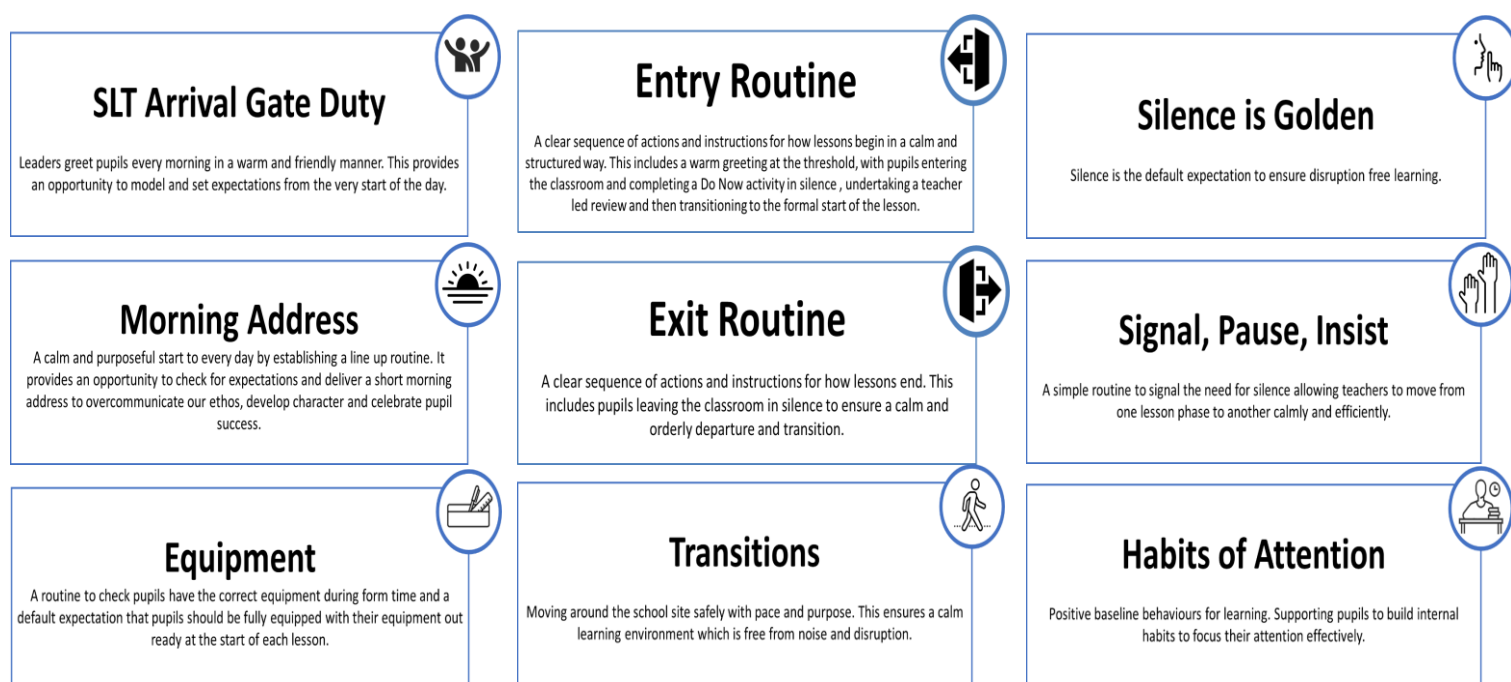 SLT Arrival Gate Duty
Leaders greet pupils every morning in a warm and friendly manner. This provides
an opportunity to model and set expectations from the very start of the day.
Entry Routine
A clear sequence of actions and instructions for how lessons begin in a calm and
structured way. This includes a warm greeting at the threshold, with pupils entering
the classroom and completing a Do Now activity in silence , undertaking a teacher
led review and then transitioning to the formal start of the lesson.
Silence is Golden
Silence is the default expectation to ensure disruption free learning.
Morning Address
A calm and purposeful start to every day by establishing a line up routine. It
provides an opportunity to check for expectations and deliver a short morning
address to overcommunicate our ethos, develop character and celebrate pupil
success.
Exit Routine
A clear sequence of actions and instructions for how lessons end. This
includes pupils leaving the classroom in silence to ensure a calm and
orderly departure and transition.
Signal, Pause, Insist
A simple routine to signal the need for silence allowing teachers to move from
one lesson phase to another calmly and efficiently.
Equipment
A routine to check pupils have the correct equipment during form time and a
default expectation that pupils should be fully equipped with their equipment out
ready at the start of each lesson.
Transitions
Moving around the school site safely with pace and purpose. This ensures a calm
learning environment which is free from noise and disruption.
Habits of Attention
Positive baseline behaviours for learning. Supporting pupils to build internal
habits to focus their attention effectively.